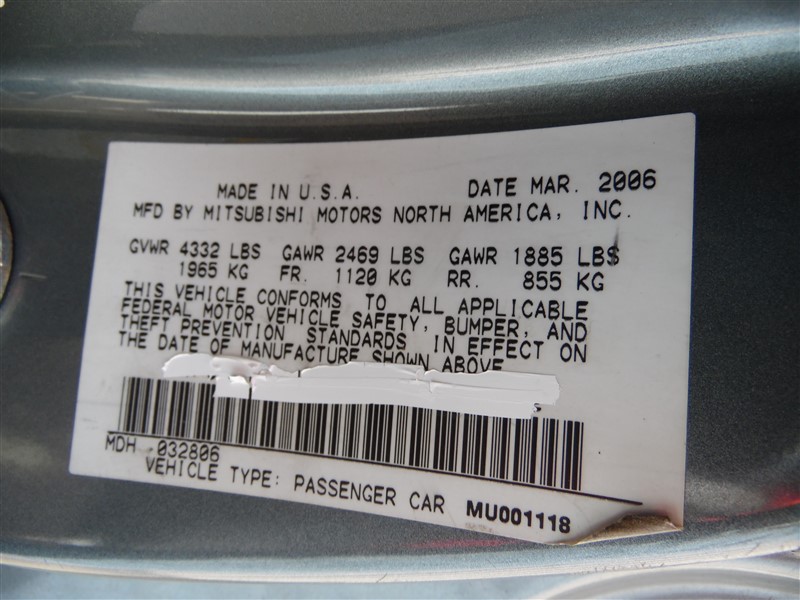 MADE IN U.S.A. DATE MAR. 2006
MFD BY MITSUBISHI MOTORS NORTH AMERICA, INC.
GVWR 4332 LBS GAWR 2469 LBS GAWR 1885 LBS
1965 KG FR. 1120 KG RR. 855 KG
THIS VEHICLE CONFORMS TO ALL APPLICABLE
FEDERAL MOTOR VEHICLE SAFETY, BUMPER, AND
THEFT PREVENTION STANDARDS IN EFFECT ON
THE DATE OF MANUFACTURE SHOWN ABOVE
MDH 032806
VEHICLE TYPE: PASSENGER CAR MU001118